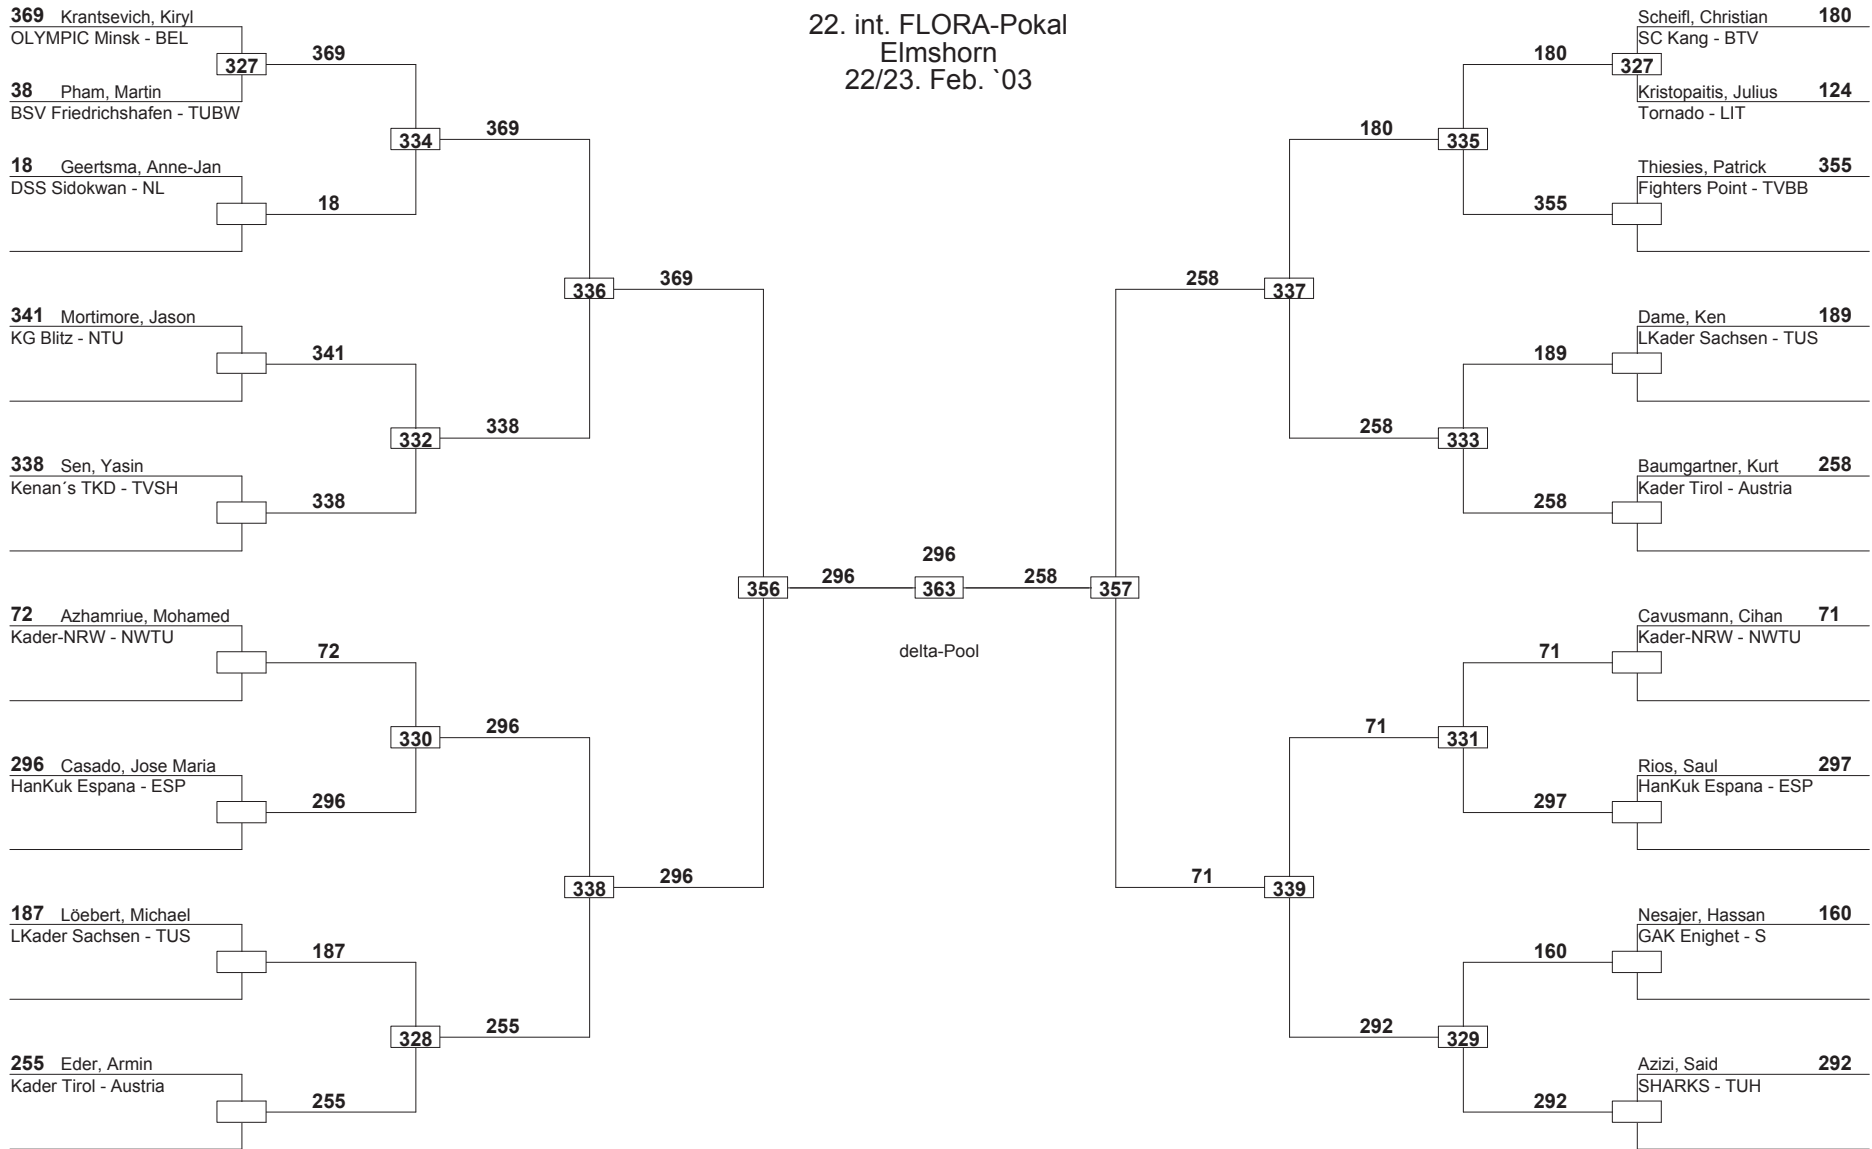 22. int. FLORA-Pokal
Elmshorn
22/23. Feb. `03
369 Krantsevich, Kiryl
OLYMPIC Minsk - BEL
327
369
38 Pham, Martin
BSV Friedrichshafen - TUBW
334
369
18 Geertsma, Anne-Jan
DSS Sidokwan - NL
18
336
369
341 Mortimore, Jason
KG Blitz - NTU
341
332
338
338 Sen, Yasin
Kenan´s TKD - TVSH
338
356
296
72 Azhamriue, Mohamed
Kader-NRW - NWTU
72
330
296
296 Casado, Jose Maria
HanKuk Espana - ESP
296
338
296
187 Löebert, Michael
LKader Sachsen - TUS
187
328
255
255 Eder, Armin
Kader Tirol - Austria
255
296
363
delta-Pool
258
357
Scheifl, Christian 180
SC Kang - BTV
180
327
Kristopaitis, Julius 124
Tornado - LIT
180
335
Thiesies, Patrick 355
Fighters Point - TVBB
355
258
337
Dame, Ken 189
LKader Sachsen - TUS
189
258
333
Baumgartner, Kurt 258
Kader Tirol - Austria
258
Cavusmann, Cihan 71
Kader-NRW - NWTU
71
71
331
Rios, Saul 297
HanKuk Espana - ESP
297
71
339
Nesajer, Hassan 160
GAK Enighet - S
160
292
329
Azizi, Said 292
SHARKS - TUH
292